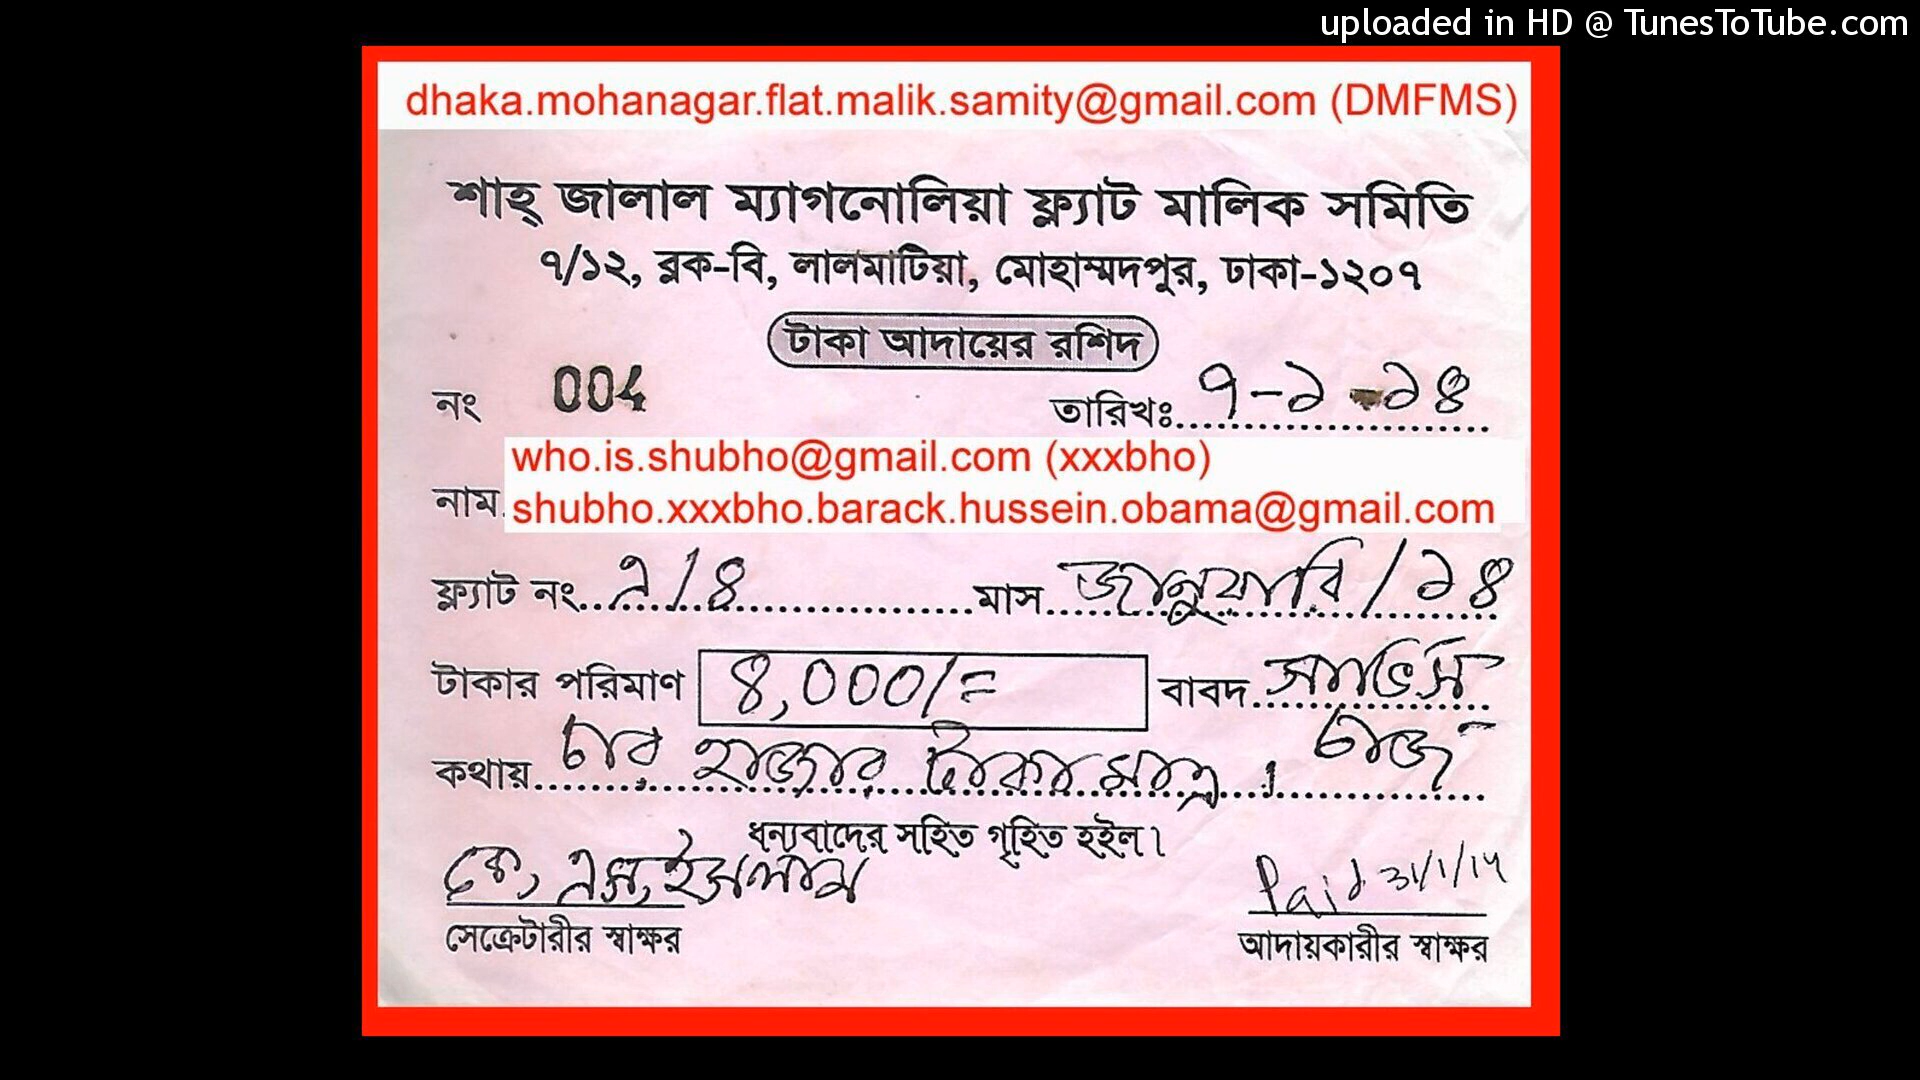 uploaded in HD @ TunesToTube.com
dhaka.mohanagar.flat.malik.samity@gmail.com (DMFMS)
শাহ্ জালাল ম্যাগনোলিয়া ফ্ল্যাট মালিক সমিতি
৭/১২, ব্লক-বি, লালমাটিয়া, মোহাম্মদপুর, ঢাকা-১২০৭
টাকা আদায়ের রশিদ
নং 004 তারিখঃ ৭-১-১৪
who.is.shubho@gmail.com (xxxbho)
নাম. shubho.xxxbho.barack.hussein.obama@gmail.com
ফ্ল্যাট নং. এ/৪ মাস. জানুয়ারি/১৪
টাকার পরিমাণ ৪,000/= বাবদ. সার্ভিস
কথায়. চার হাজার টাকা মাত্র। চার্জ
ধন্যবাদের সহিত গৃহিত হইল।
কে, এস, ইসলাম Paid 31/1/14
সেক্রেটারীর স্বাক্ষর আদায়কারীর স্বাক্ষর